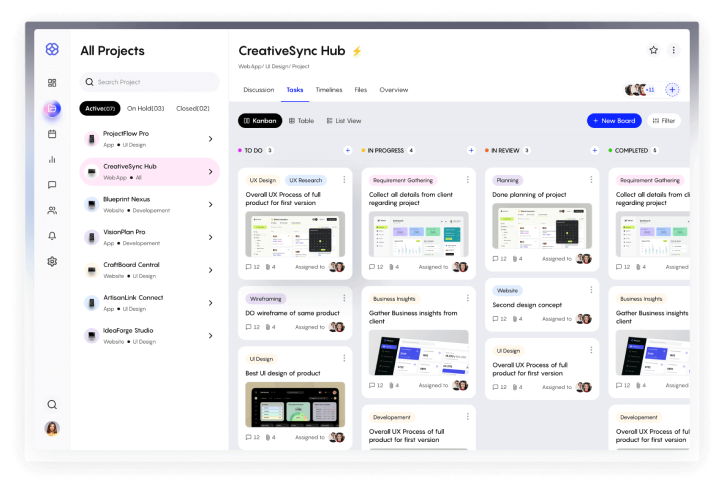 All Projects
Search Project
Active(07)
On Hold(03)
Closed(02)
ProjectFlow Pro
App • UI Design
CreativeSync Hub
WebApp • All
Blueprint Nexus
Website • Developement
VisionPlan Pro
App • Developement
CraftBoard Central
Website • UI Design
ArtisanLink Connect
App • UI Design
IdeaForge Studio
Website • UI Design
CreativeSync Hub ⚡
Web App/ UI Design/ Project
Discussion
Tasks
Timelines
Files
Overview
+11
Kanban
Table
List View
+ New Board
Filter
TO DO 3
UX Design
UX Research
Overall UX Process of full
product for first version
12
4
Assigned to
Wireframing
DO wireframe of same product
12
4
Assigned to
UI Design
Best UI design of product
12
4
Assigned to
IN PROGRESS 4
Requirement Gathering
Collect all details from client
regarding project
12
4
Assigned to
Business Insights
Gather Business insights from
client
12
4
Assigned to
Developement
Overall UX Process of full
product for first version
IN REVIEW 3
Planning
Done planning of project
12
4
Assigned to
Website
Second design concept
12
4
Assigned to
UI Design
Overall UX Process of full
product for first version
12
4
Assigned to
COMPLETED 5
Requirement Gathering
Collect all details from cli
regarding project
12
4
Assigned
Business Insights
Gather Business insights
client
12
4
Assigned
Developement
Overall UX Process of ful
product for first version